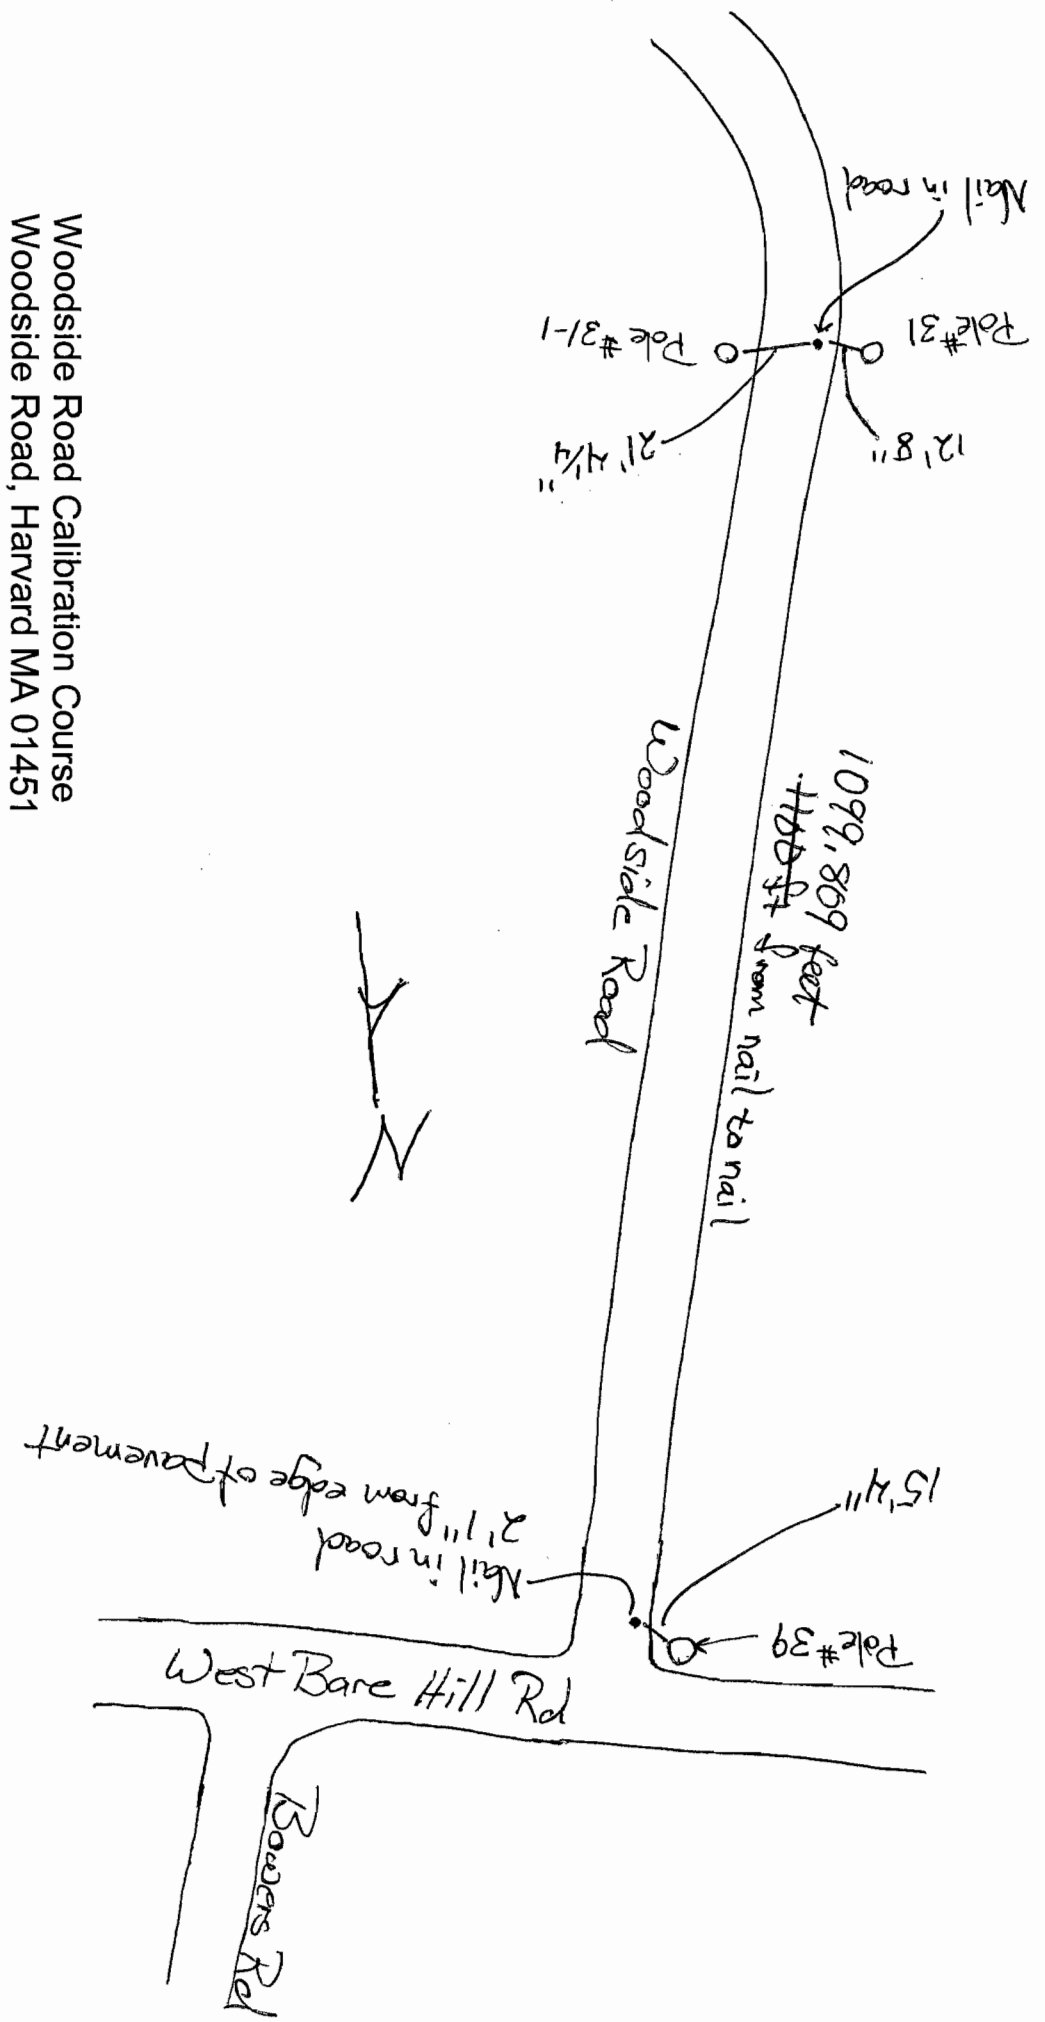 Woodside Road Calibration Course
Woodside Road, Harvard MA 01451
Nail in road
Pole #31
Pole #31-1
12' 8"
21' 4 1/4"
Woodside Road
1099.869 feet
1100 ft from nail to nail
N
Nail in road
2' 1" from edge of pavement
15'4"
Pole #39
West Bare Hill Rd
Bowers Rd